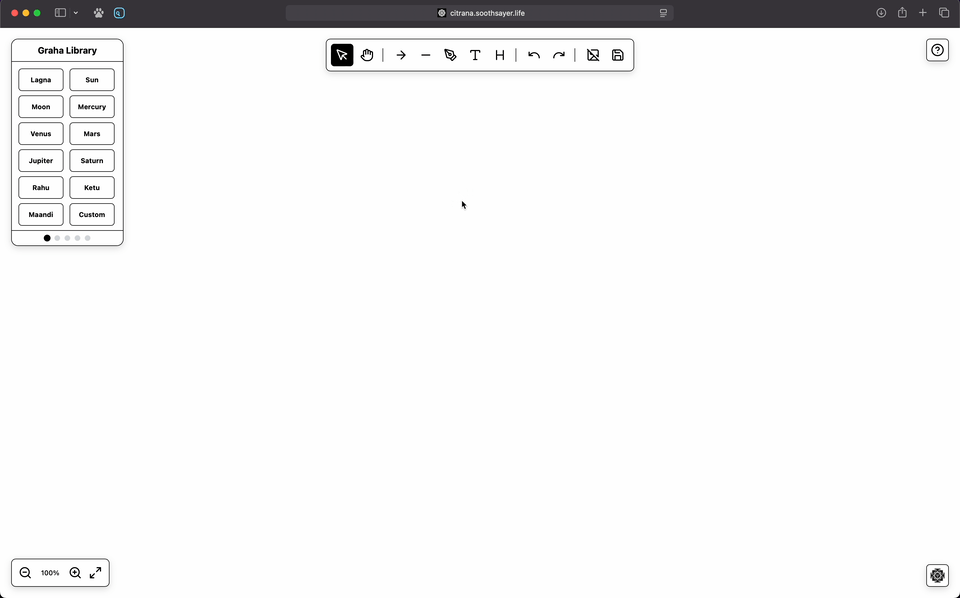 citrana.soothsayer.life
Graha Library
Lagna
Sun
Moon
Mercury
Venus
Mars
Jupiter
Saturn
Rahu
Ketu
Maandi
Custom
T
H
100%